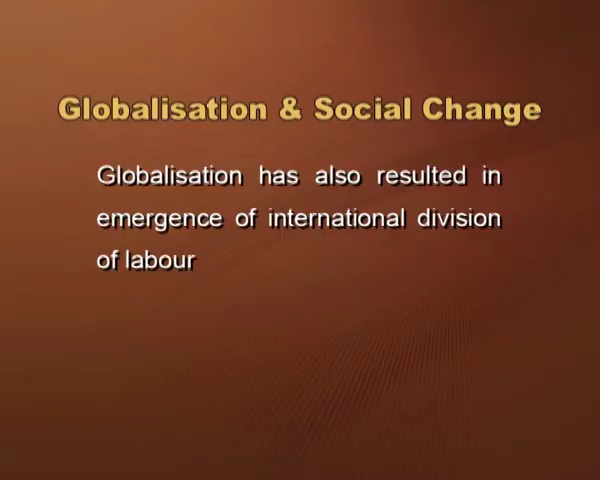 Globalisation & Social Change
Globalisation has also resulted in
emergence of international division
of labour